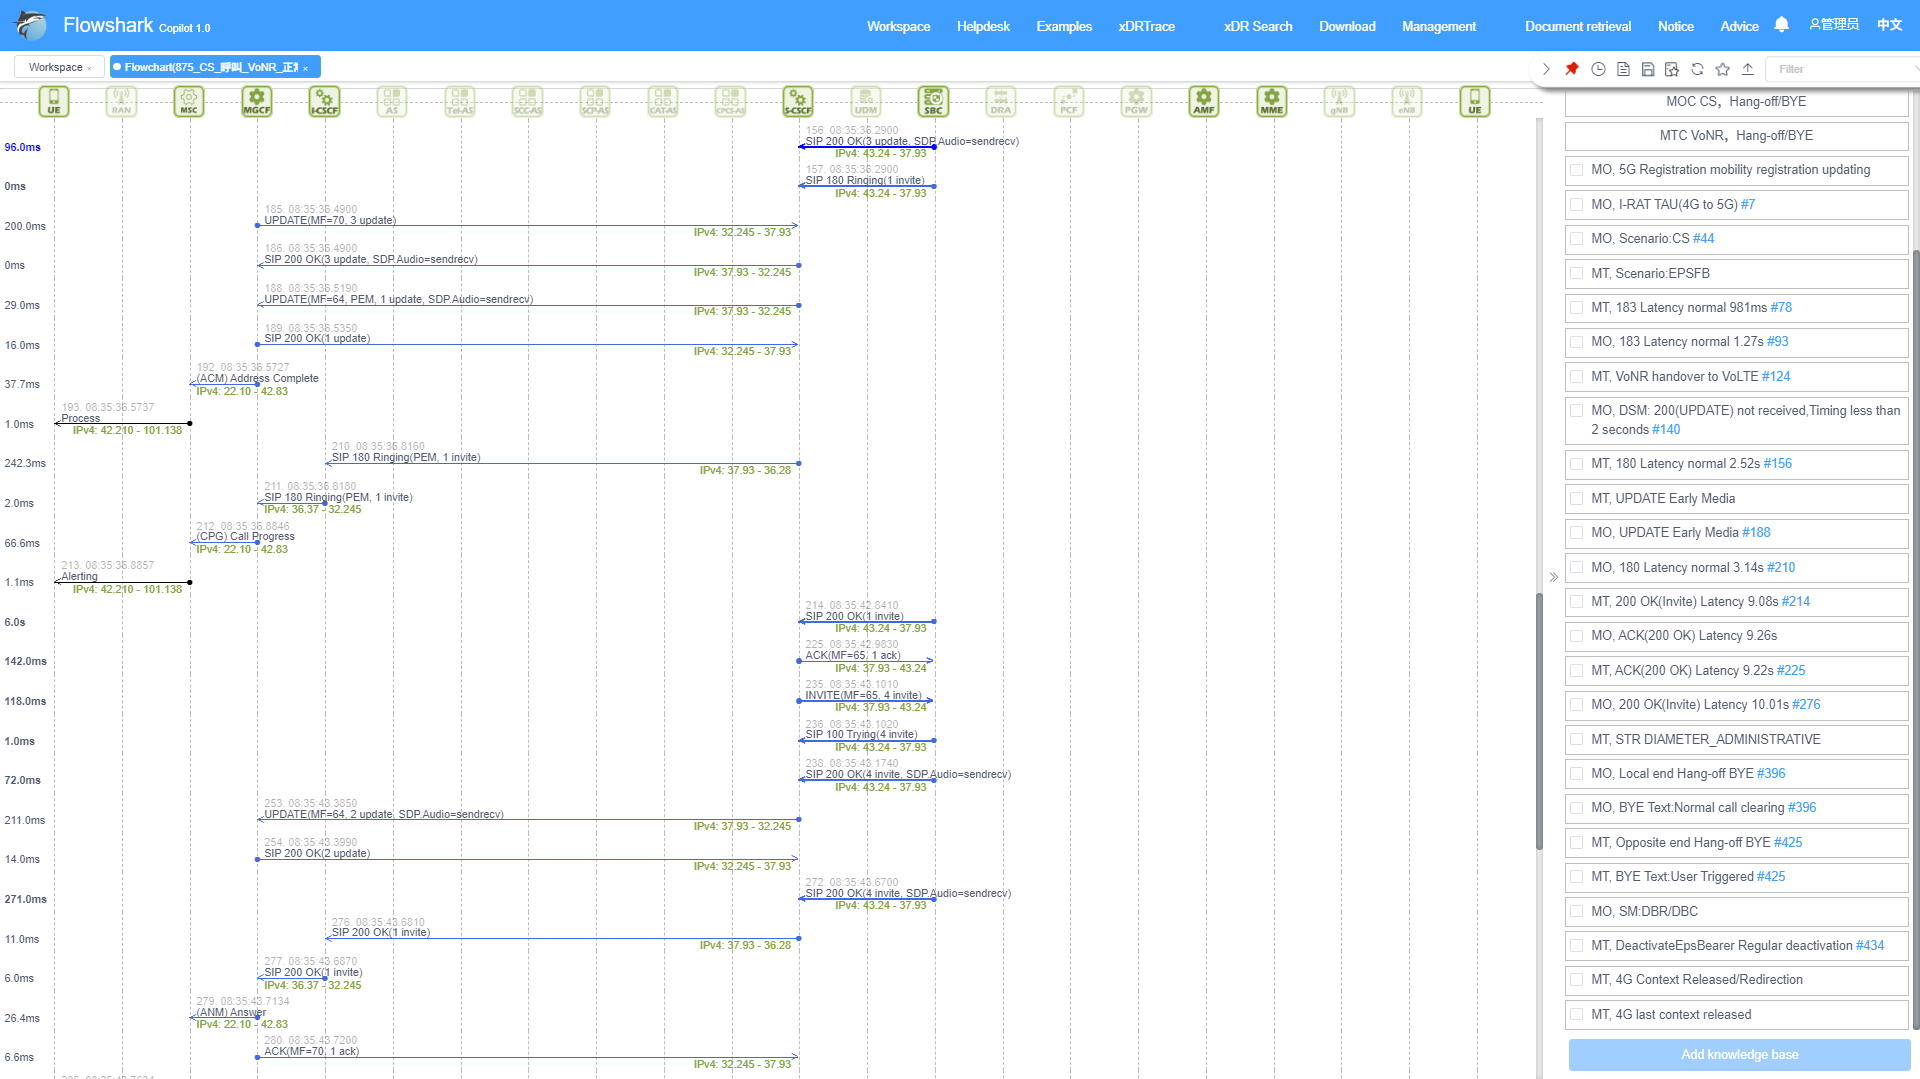 Flowshark Copilot 1.0
Workspace Helpdesk Examples xDRTrace xDR Search Download Management Document retrieval Notice Advice 管理员 中文
Workspace ×
Flowchart(875_CS_呼叫_VoNR_正常 ×
Filter
UE RAN MSC MGCF I-CSCF AS Tel-AS SCC-AS SCP-AS CAT-AS CPCS-AS S-CSCF UDM SBC DRA PCF PGW AMF MME gNB eNB UE
156. 08:35:36.2900
96.0ms SIP 200 OK(3 update, SDP.Audio=sendrecv)
IPv4: 43.24 - 37.93
157. 08:35:36.2900
0ms SIP 180 Ringing(1 invite)
IPv4: 43.24 - 37.93
185. 08:35:36.4900
200.0ms UPDATE(MF=70, 3 update)
IPv4: 32.245 - 37.93
186. 08:35:36.4900
0ms SIP 200 OK(3 update, SDP.Audio=sendrecv)
IPv4: 37.93 - 32.245
188. 08:35:36.5190
29.0ms UPDATE(MF=64, PEM, 1 update, SDP.Audio=sendrecv)
IPv4: 37.93 - 32.245
189. 08:35:36.5350
16.0ms SIP 200 OK(1 update)
IPv4: 32.245 - 37.93
192. 08:35:36.5727
37.7ms (ACM) Address Complete
IPv4: 22.10 - 42.83
193. 08:35:36.5737
1.0ms Process
IPv4: 42.210 - 101.138
210. 08:35:36.8160
242.3ms SIP 180 Ringing(PEM, 1 invite)
IPv4: 37.93 - 36.28
211. 08:35:36.8180
2.0ms SIP 180 Ringing(PEM, 1 invite)
IPv4: 36.37 - 32.245
212. 08:35:36.8846
66.6ms (CPG) Call Progress
IPv4: 22.10 - 42.83
213. 08:35:36.8857
1.1ms Alerting
IPv4: 42.210 - 101.138
214. 08:35:42.8410
6.0s SIP 200 OK(1 invite)
IPv4: 43.24 - 37.93
225. 08:35:42.9830
142.0ms ACK(MF=65, 1 ack)
IPv4: 37.93 - 43.24
235. 08:35:43.1010
118.0ms INVITE(MF=65, 4 invite)
IPv4: 37.93 - 43.24
236. 08:35:43.1020
1.0ms SIP 100 Trying(4 invite)
IPv4: 43.24 - 37.93
238. 08:35:43.1740
72.0ms SIP 200 OK(4 invite, SDP.Audio=sendrecv)
IPv4: 43.24 - 37.93
253. 08:35:43.3850
211.0ms UPDATE(MF=64, 2 update, SDP.Audio=sendrecv)
IPv4: 37.93 - 32.245
254. 08:35:43.3990
14.0ms SIP 200 OK(2 update)
IPv4: 32.245 - 37.93
272. 08:35:43.6700
271.0ms SIP 200 OK(4 invite, SDP.Audio=sendrecv)
IPv4: 43.24 - 37.93
276. 08:35:43.6810
11.0ms SIP 200 OK(1 invite)
IPv4: 37.93 - 36.28
277. 08:35:43.6870
6.0ms SIP 200 OK(1 invite)
IPv4: 36.37 - 32.245
279. 08:35:43.7134
26.4ms (ANM) Answer
IPv4: 22.10 - 42.83
280. 08:35:43.7200
6.6ms ACK(MF=70, 1 ack)
IPv4: 32.245 - 37.93
MOC CS，Hang-off/BYE
MTC VoNR，Hang-off/BYE
MO, 5G Registration mobility registration updating
MO, I-RAT TAU(4G to 5G) #7
MO, Scenario:CS #44
MT, Scenario:EPSFB
MT, 183 Latency normal 981ms #78
MO, 183 Latency normal 1.27s #93
MT, VoNR handover to VoLTE #124
MO, DSM: 200(UPDATE) not received,Timing less than
2 seconds #140
MT, 180 Latency normal 2.52s #156
MT, UPDATE Early Media
MO, UPDATE Early Media #188
MO, 180 Latency normal 3.14s #210
MT, 200 OK(Invite) Latency 9.08s #214
MO, ACK(200 OK) Latency 9.26s
MT, ACK(200 OK) Latency 9.22s #225
MO, 200 OK(Invite) Latency 10.01s #276
MT, STR DIAMETER_ADMINISTRATIVE
MO, Local end Hang-off BYE #396
MO, BYE Text:Normal call clearing #396
MT, Opposite end Hang-off BYE #425
MT, BYE Text:User Triggered #425
MO, SM:DBR/DBC
MT, DeactivateEpsBearer Regular deactivation #434
MT, 4G Context Released/Redirection
MT, 4G last context released
Add knowledge base